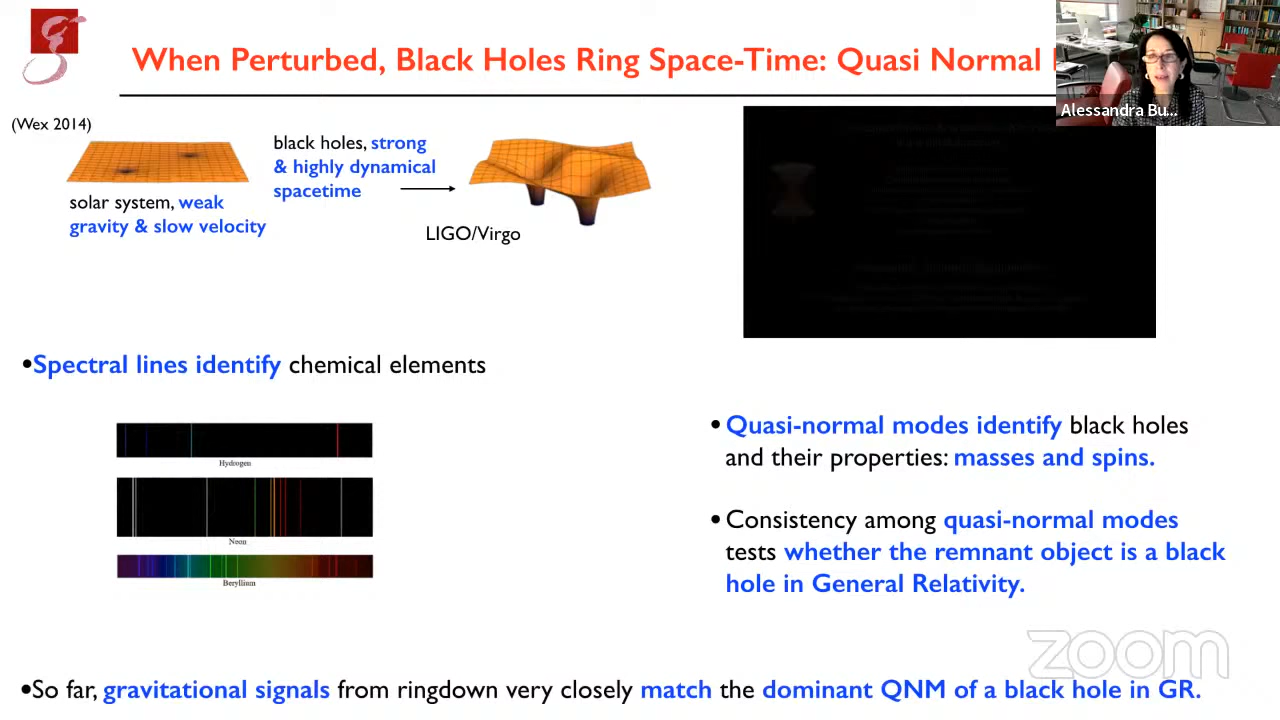 When Perturbed, Black Holes Ring Space-Time: Quasi Normal
Alessandra Bu...
(Wex 2014)
black holes, strong
& highly dynamical
spacetime
solar system, weak
gravity & slow velocity
LIGO/Virgo
•Spectral lines identify chemical elements
Hydrogen
Neon
Beryllium
• Quasi-normal modes identify black holes
and their properties: masses and spins.
• Consistency among quasi-normal modes
tests whether the remnant object is a black
hole in General Relativity.
zoom
•So far, gravitational signals from ringdown very closely match the dominant QNM of a black hole in GR.